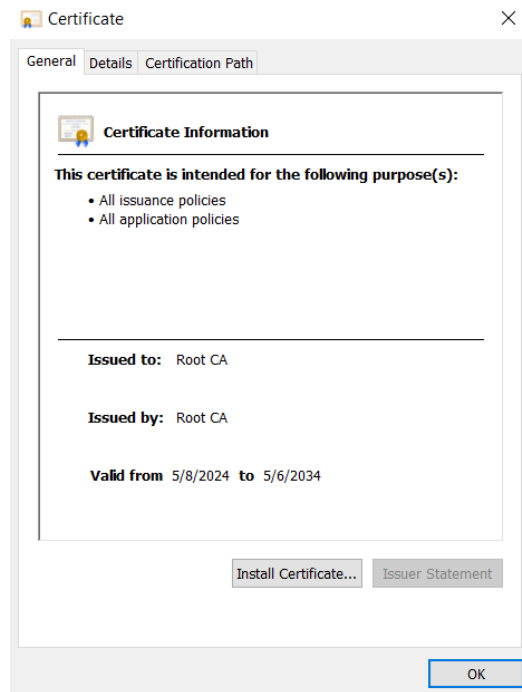 Certificate
General Details Certification Path
Certificate Information
This certificate is intended for the following purpose(s):
• All issuance policies
• All application policies
Issued to: Root CA
Issued by: Root CA
Valid from 5/8/2024 to 5/6/2034
Install Certificate... Issuer Statement
OK